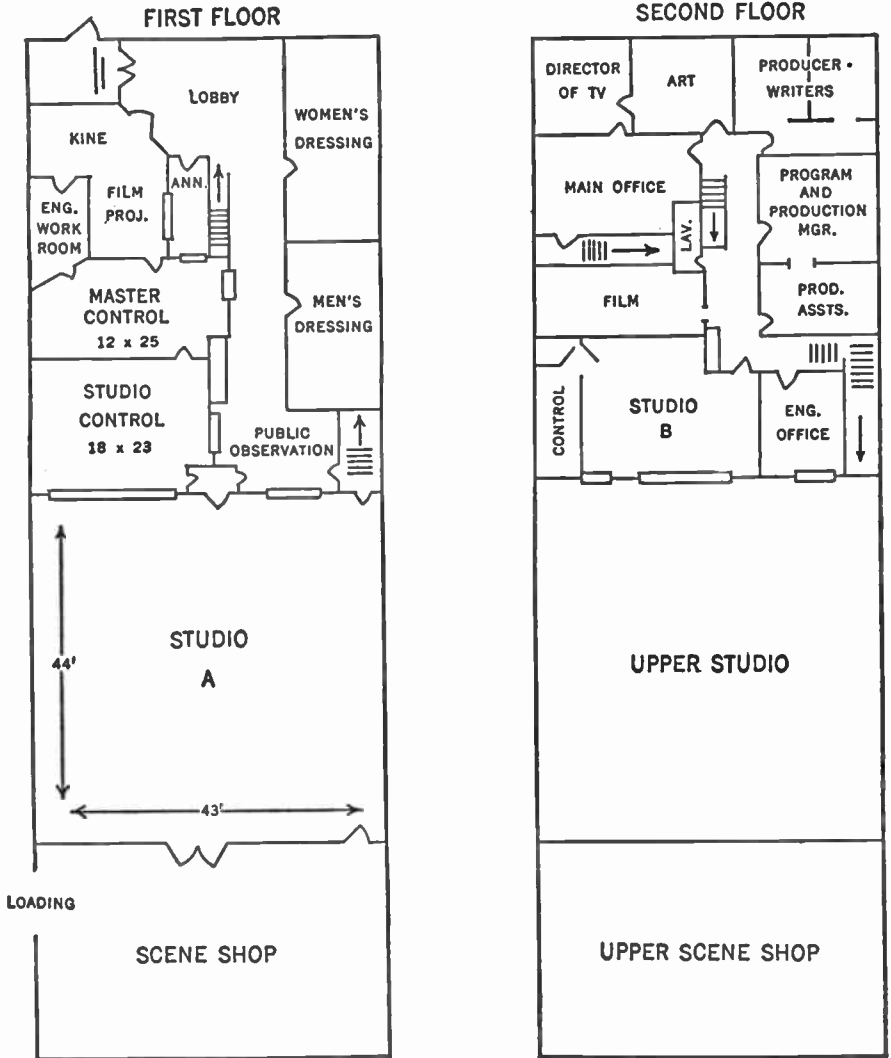 FIRST FLOOR
LOBBY
WOMEN'S
DRESSING
KINE
ANN.
FILM
PROJ.
ENG.
WORK
ROOM
MASTER
CONTROL
12 x 25
MEN'S
DRESSING
STUDIO
CONTROL
18 x 23
PUBLIC
OBSERVATION
44'
STUDIO
A
43'
LOADING
SCENE SHOP
SECOND FLOOR
DIRECTOR
OF TV
ART
PRODUCER •
WRITERS
MAIN OFFICE
PROGRAM
AND
PRODUCTION
MGR.
LAV.
FILM
PROD.
ASSTS.
CONTROL
STUDIO
B
ENG.
OFFICE
UPPER STUDIO
UPPER SCENE SHOP